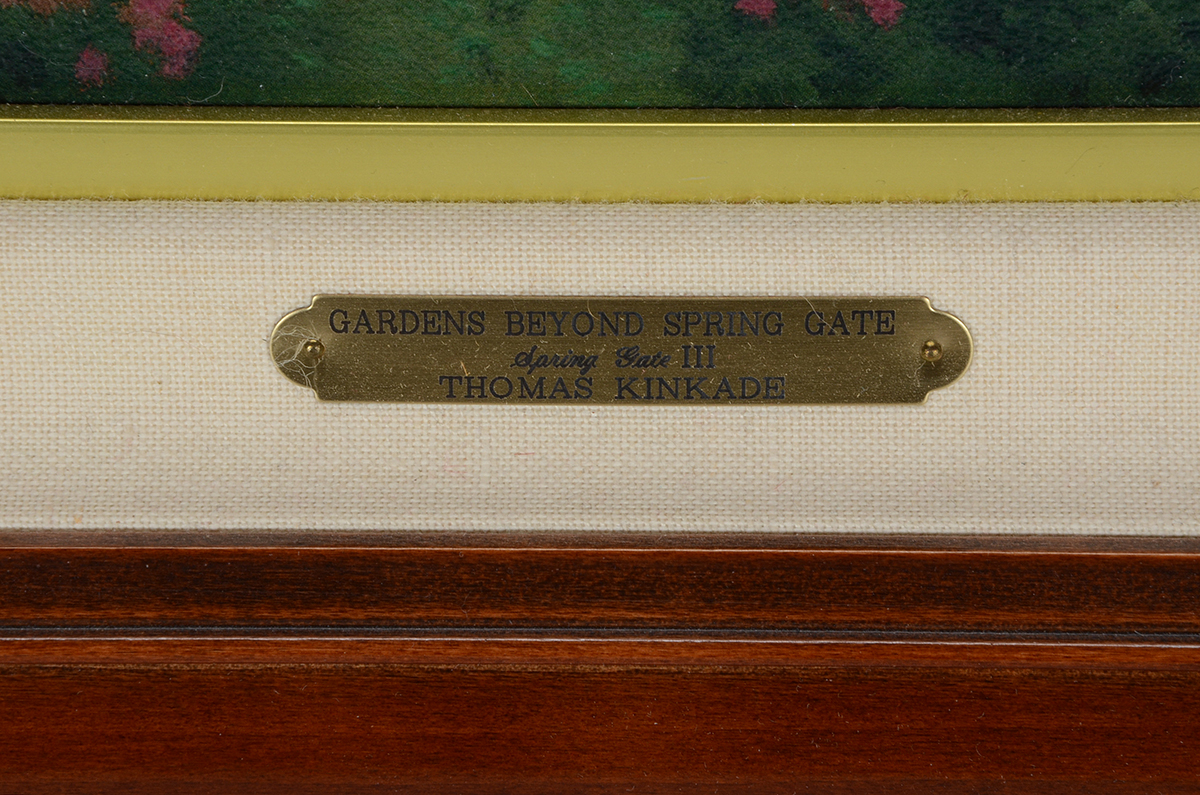 GARDENS BEYOND SPRING GATE
Spring Gate III
THOMAS KINKADE